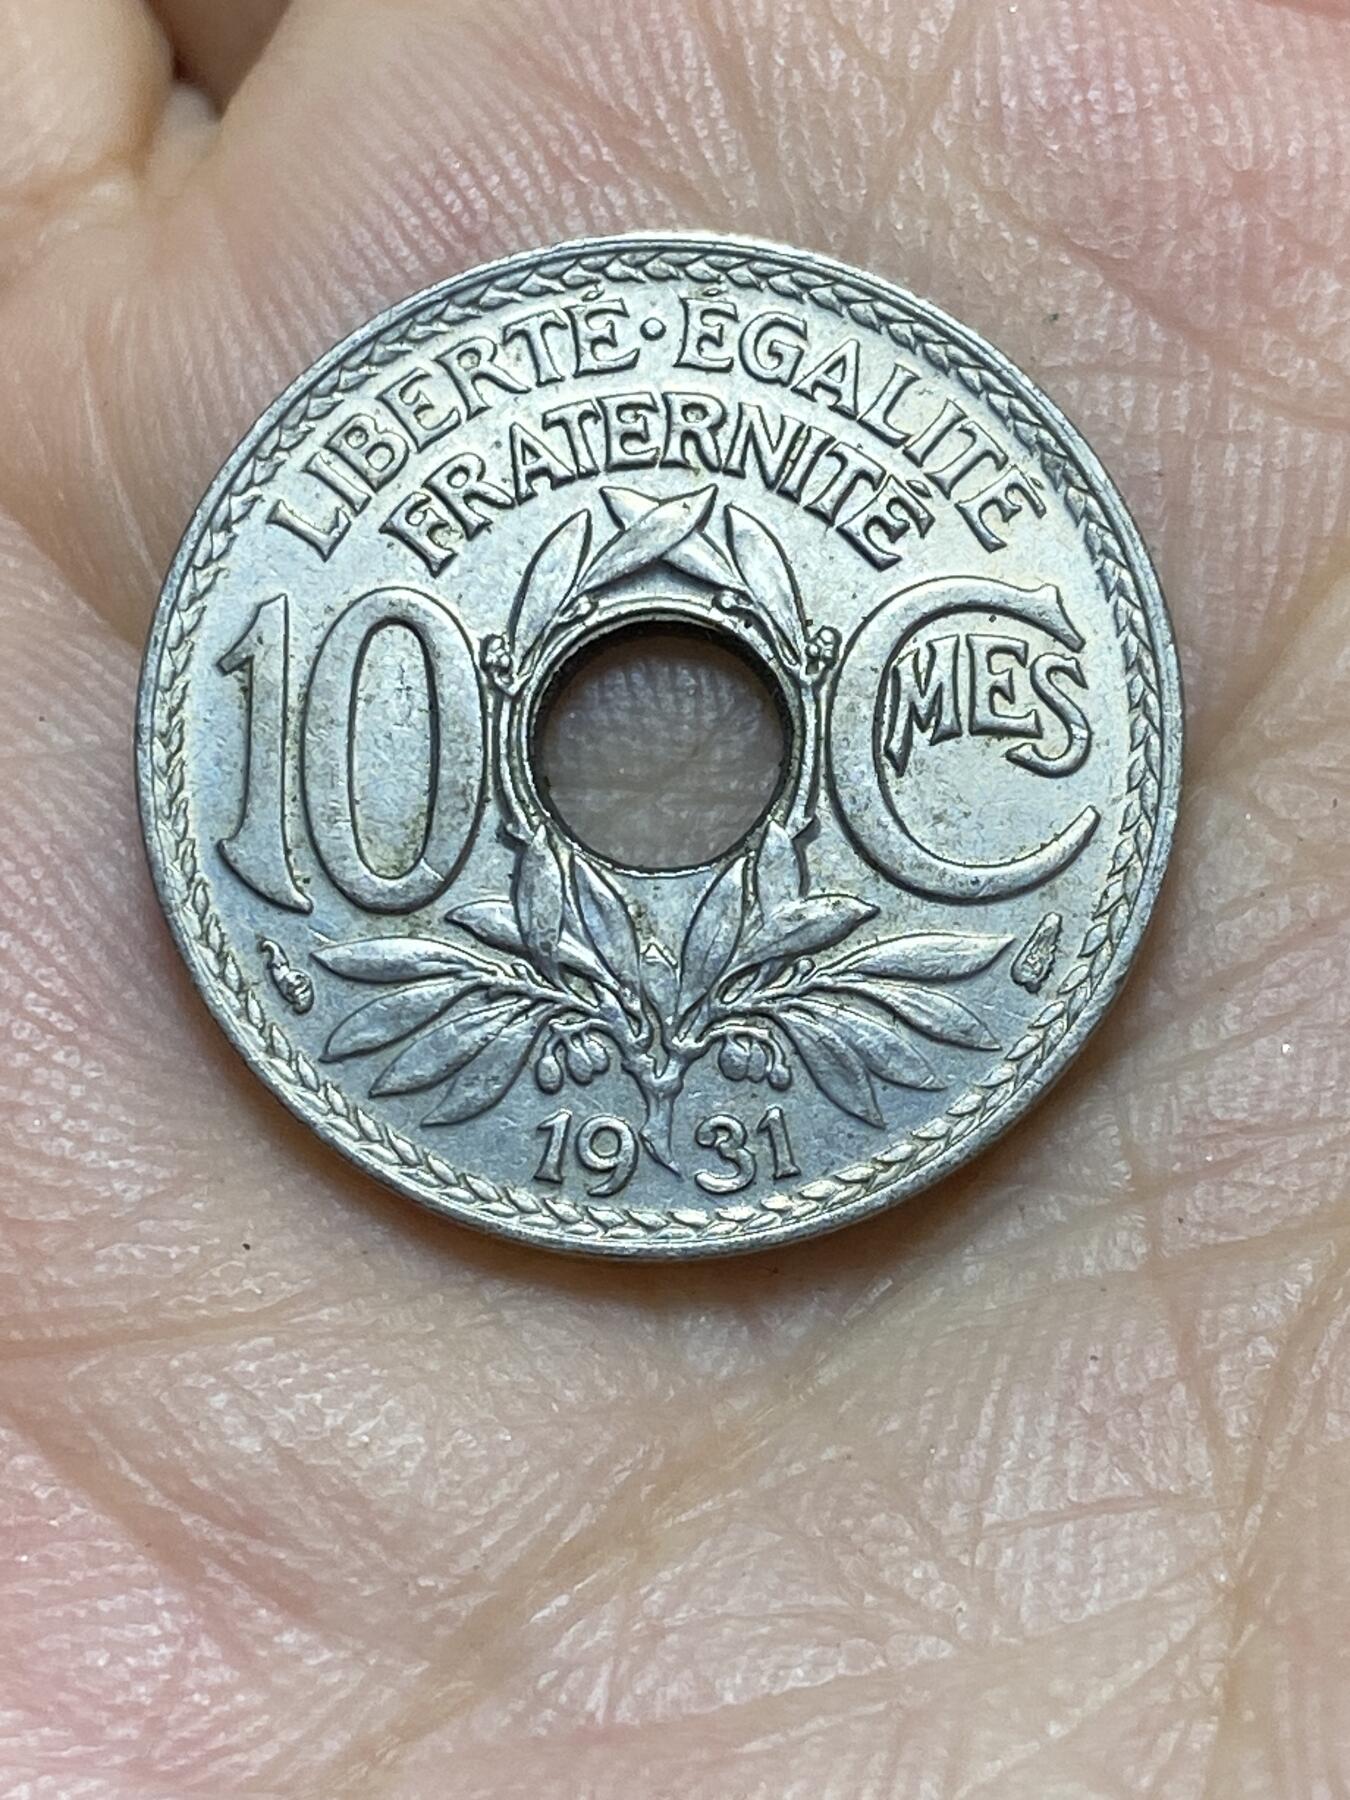 LIBERTÉ·ÉGALITÉ
FRATERNITÉ
10 CMES
1931